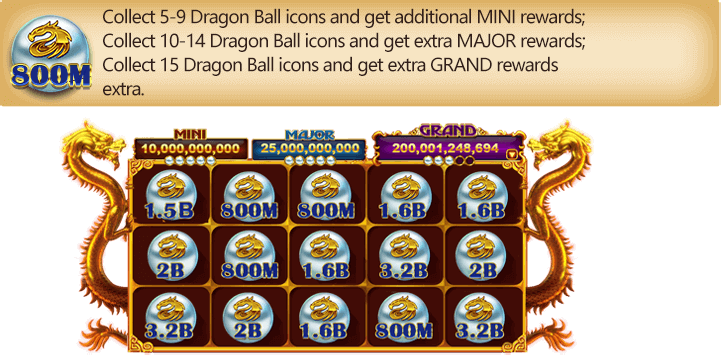 Collect 5-9 Dragon Ball icons and get additional MINI rewards;
Collect 10-14 Dragon Ball icons and get extra MAJOR rewards;
Collect 15 Dragon Ball icons and get extra GRAND rewards
extra.
800M
MINI MAJOR GRAND
10,000,000,000 25,000,000,000 200,001,248,694
1.5B 800M 800M 1.6B 1.6B
2B 800M 1.6B 3.2B 2B
3.2B 2B 1.6B 800M 3.2B